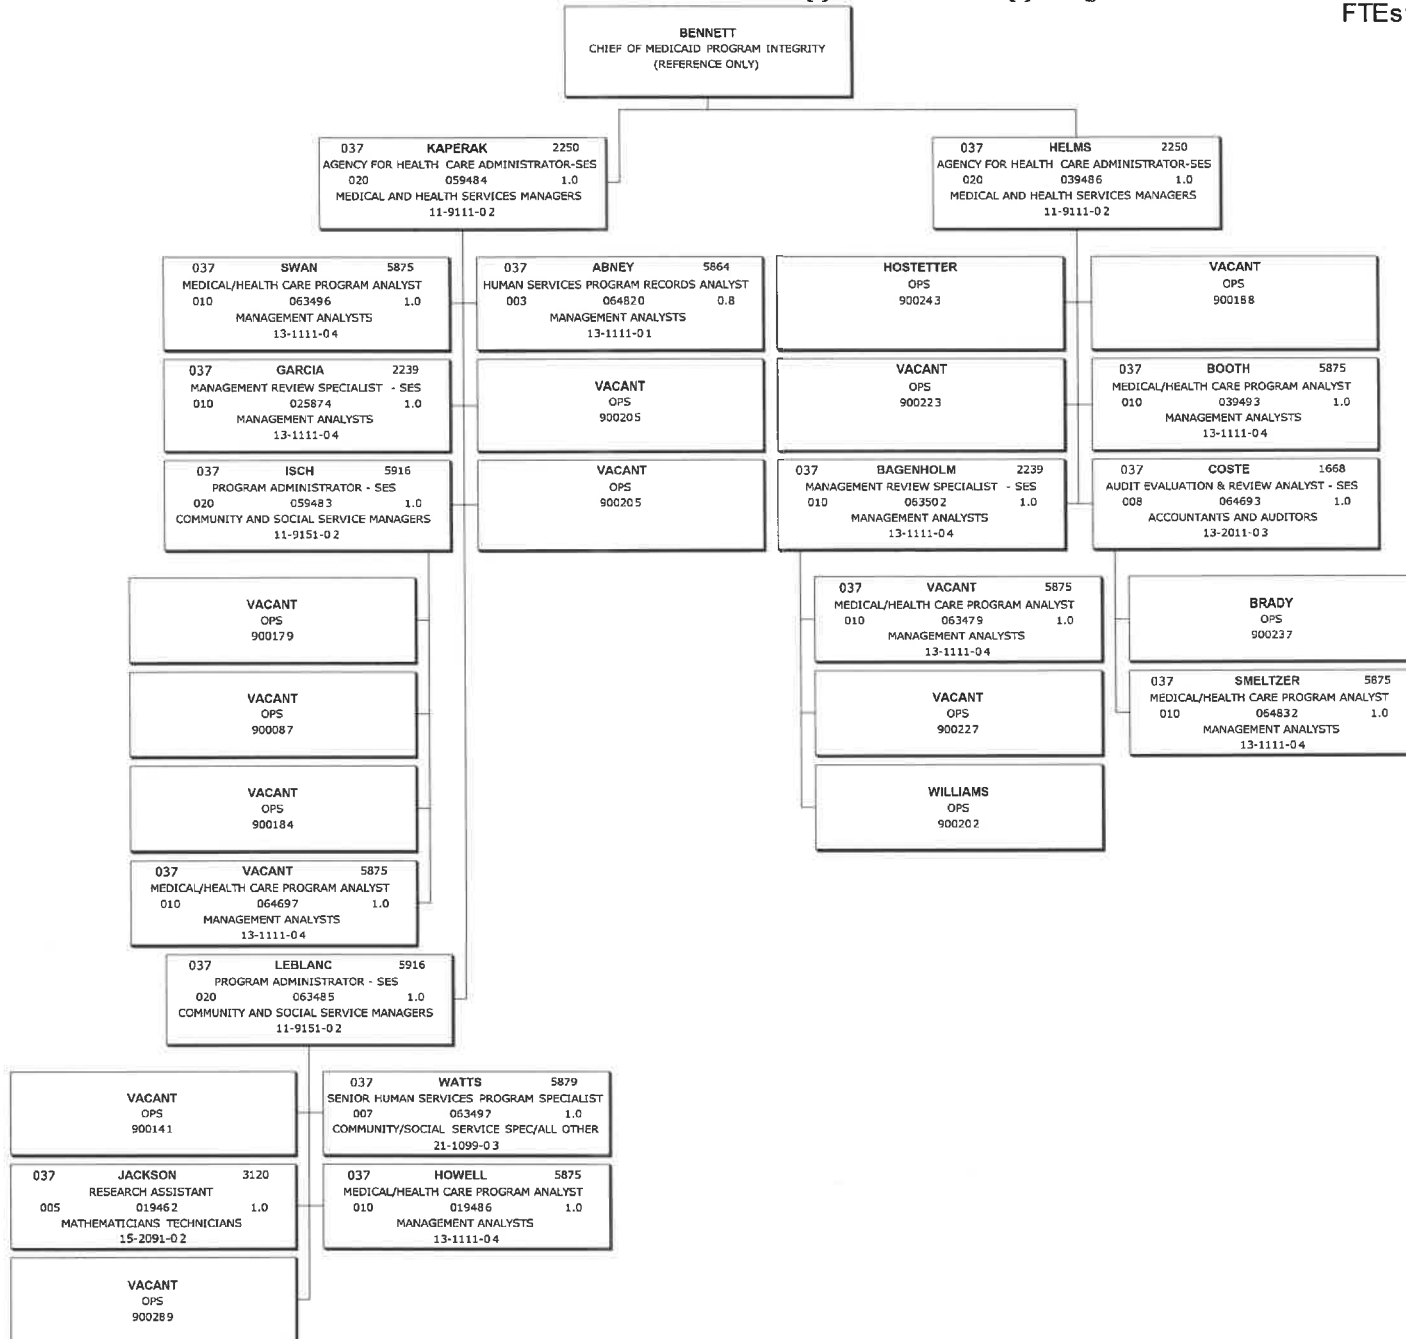 FTEs
BENNETT
CHIEF OF MEDICAID PROGRAM INTEGRITY
(REFERENCE ONLY)
037 KAPERAK 2250
AGENCY FOR HEALTH CARE ADMINISTRATOR-SES
020 059484 1.0
MEDICAL AND HEALTH SERVICES MANAGERS
11-9111-02
037 HELMS 2250
AGENCY FOR HEALTH CARE ADMINISTRATOR-SES
020 039486 1.0
MEDICAL AND HEALTH SERVICES MANAGERS
11-9111-02
037 SWAN 5875
MEDICAL/HEALTH CARE PROGRAM ANALYST
010 063496 1.0
MANAGEMENT ANALYSTS
13-1111-04
037 ABNEY 5864
HUMAN SERVICES PROGRAM RECORDS ANALYST
003 064820 0.8
MANAGEMENT ANALYSTS
13-1111-01
HOSTETTER
OPS
900243
VACANT
OPS
900188
037 GARCIA 2239
MANAGEMENT REVIEW SPECIALIST - SES
010 025874 1.0
MANAGEMENT ANALYSTS
13-1111-04
VACANT
OPS
900205
VACANT
OPS
900223
037 BOOTH 5875
MEDICAL/HEALTH CARE PROGRAM ANALYST
010 039493 1.0
MANAGEMENT ANALYSTS
13-1111-04
037 ISCH 5916
PROGRAM ADMINISTRATOR - SES
020 059483 1.0
COMMUNITY AND SOCIAL SERVICE MANAGERS
11-9151-02
VACANT
OPS
900205
037 BAGENHOLM 2239
MANAGEMENT REVIEW SPECIALIST - SES
010 063502 1.0
MANAGEMENT ANALYSTS
13-1111-04
037 COSTE 1668
AUDIT EVALUATION & REVIEW ANALYST - SES
008 064693 1.0
ACCOUNTANTS AND AUDITORS
13-2011-03
VACANT
OPS
900179
037 VACANT 5875
MEDICAL/HEALTH CARE PROGRAM ANALYST
010 063479 1.0
MANAGEMENT ANALYSTS
13-1111-04
BRADY
OPS
900237
VACANT
OPS
900087
VACANT
OPS
900227
037 SMELTZER 5875
MEDICAL/HEALTH CARE PROGRAM ANALYST
010 064832 1.0
MANAGEMENT ANALYSTS
13-1111-04
VACANT
OPS
900184
WILLIAMS
OPS
900202
037 VACANT 5875
MEDICAL/HEALTH CARE PROGRAM ANALYST
010 064697 1.0
MANAGEMENT ANALYSTS
13-1111-04
037 LEBLANC 5916
PROGRAM ADMINISTRATOR - SES
020 063485 1.0
COMMUNITY AND SOCIAL SERVICE MANAGERS
11-9151-02
VACANT
OPS
900141
037 WATTS 5879
SENIOR HUMAN SERVICES PROGRAM SPECIALIST
007 063497 1.0
COMMUNITY/SOCIAL SERVICE SPEC/ALL OTHER
21-1099-03
037 JACKSON 3120
RESEARCH ASSISTANT
005 019462 1.0
MATHEMATICIANS TECHNICIANS
15-2091-02
037 HOWELL 5875
MEDICAL/HEALTH CARE PROGRAM ANALYST
010 019486 1.0
MANAGEMENT ANALYSTS
13-1111-04
VACANT
OPS
900289